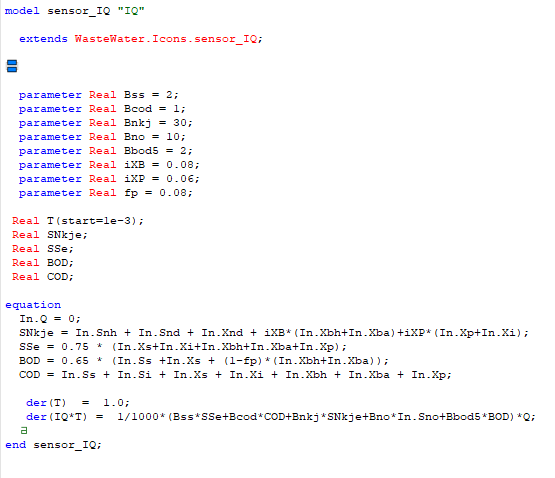 model sensor_IQ "IQ"
extends WasteWater.Icons.sensor_IQ;
parameter Real Bss = 2;
parameter Real Bcod = 1;
parameter Real Bnkj = 30;
parameter Real Bno = 10;
parameter Real Bbod5 = 2;
parameter Real iXB = 0.08;
parameter Real iXP = 0.06;
parameter Real fp = 0.08;
Real T(start=1e-3);
Real SNkje;
Real SSe;
Real BOD;
Real COD;
equation
In.Q = 0;
SNkje = In.Snh + In.Snd + In.Xnd + iXB*(In.Xbh+In.Xba)+iXP*(In.Xp+In.Xi);
SSe = 0.75 * (In.Xs+In.Xi+In.Xbh+In.Xba+In.Xp);
BOD = 0.65 * (In.Ss +In.Xs + (1-fp)*(In.Xbh+In.Xba));
COD = In.Ss + In.Si + In.Xs + In.Xi + In.Xbh + In.Xba + In.Xp;
der(T) = 1.0;
der(IQ*T) = 1/1000*(Bss*SSe+Bcod*COD+Bnkj*SNkje+Bno*In.Sno+Bbod5*BOD)*Q;
a
end sensor_IQ;